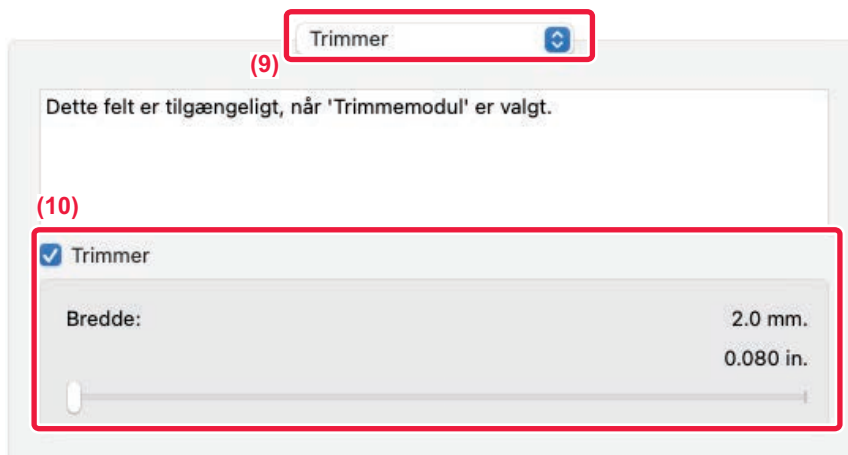 Trimmer
(9)
Dette felt er tilgængeligt, når 'Trimmemodul' er valgt.
(10)
Trimmer
Bredde:
2.0 mm.
0.080 in.